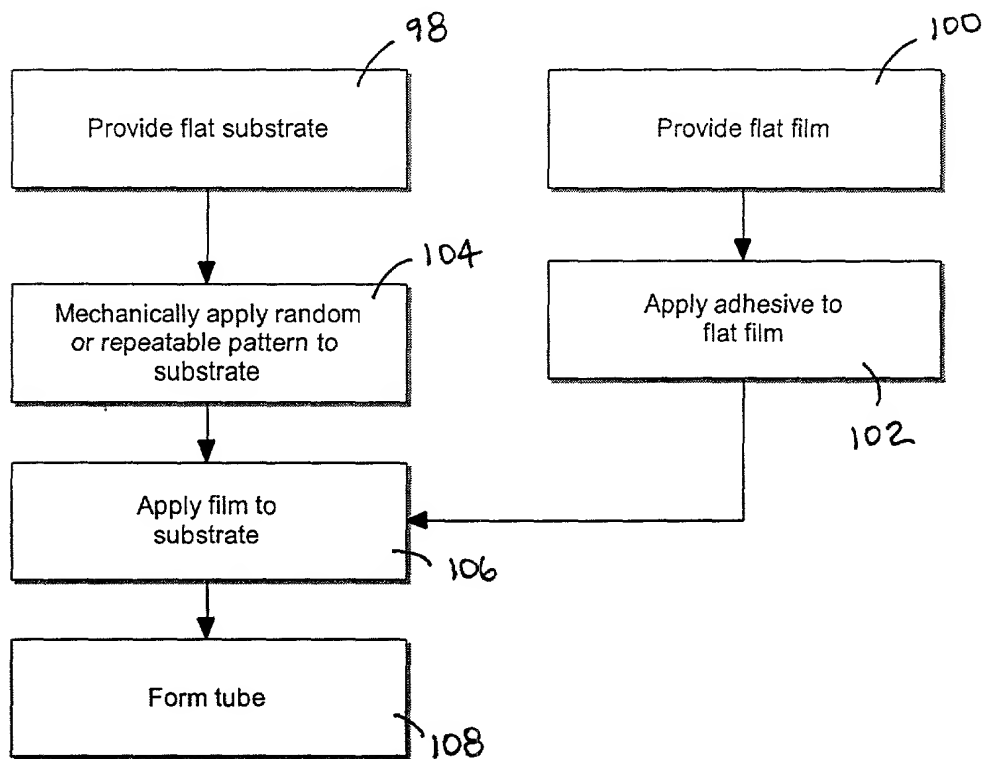 98
100
Provide flat substrate
Provide flat film
104
Mechanically apply random
or repeatable pattern to
substrate
Apply adhesive to
flat film
102
Apply film to
substrate
106
Form tube
108